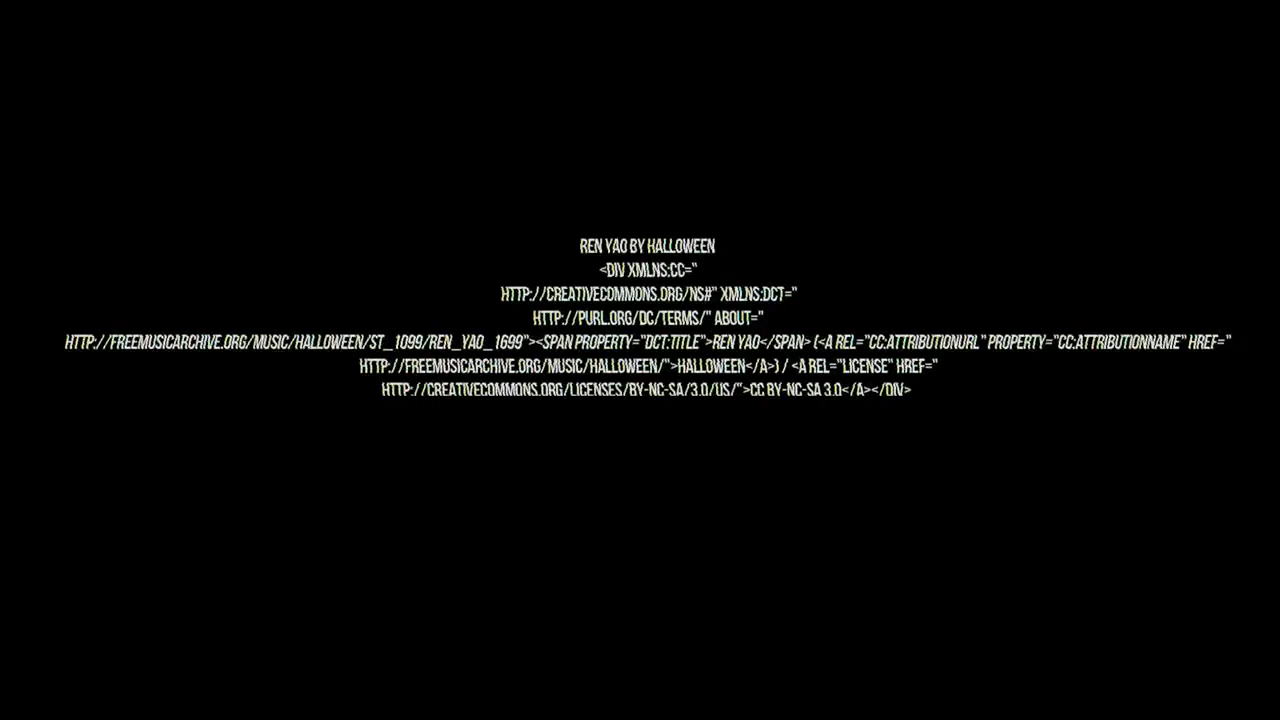 REN YAO BY HALLOWEEN
<DIV XMLNS:CC="
HTTP://CREATIVECOMMONS.ORG/NS#" XMLNS:DCT="
HTTP://PURL.ORG/DC/TERMS/" ABOUT="
HTTP://FREEMUSICARCHIVE.ORG/MUSIC/HALLOWEEN/ST_1099/REN_YAO_1699"><SPAN PROPERTY="DCT:TITLE">REN YAO</SPAN> (<A REL="CC:ATTRIBUTIONURL" PROPERTY="CC:ATTRIBUTIONNAME" HREF="
HTTP://FREEMUSICARCHIVE.ORG/MUSIC/HALLOWEEN/">HALLOWEEN</A>) / <A REL="LICENSE" HREF="
HTTP://CREATIVECOMMONS.ORG/LICENSES/BY-NC-SA/3.0/US/">CC BY-NC-SA 3.0</A></DIV>